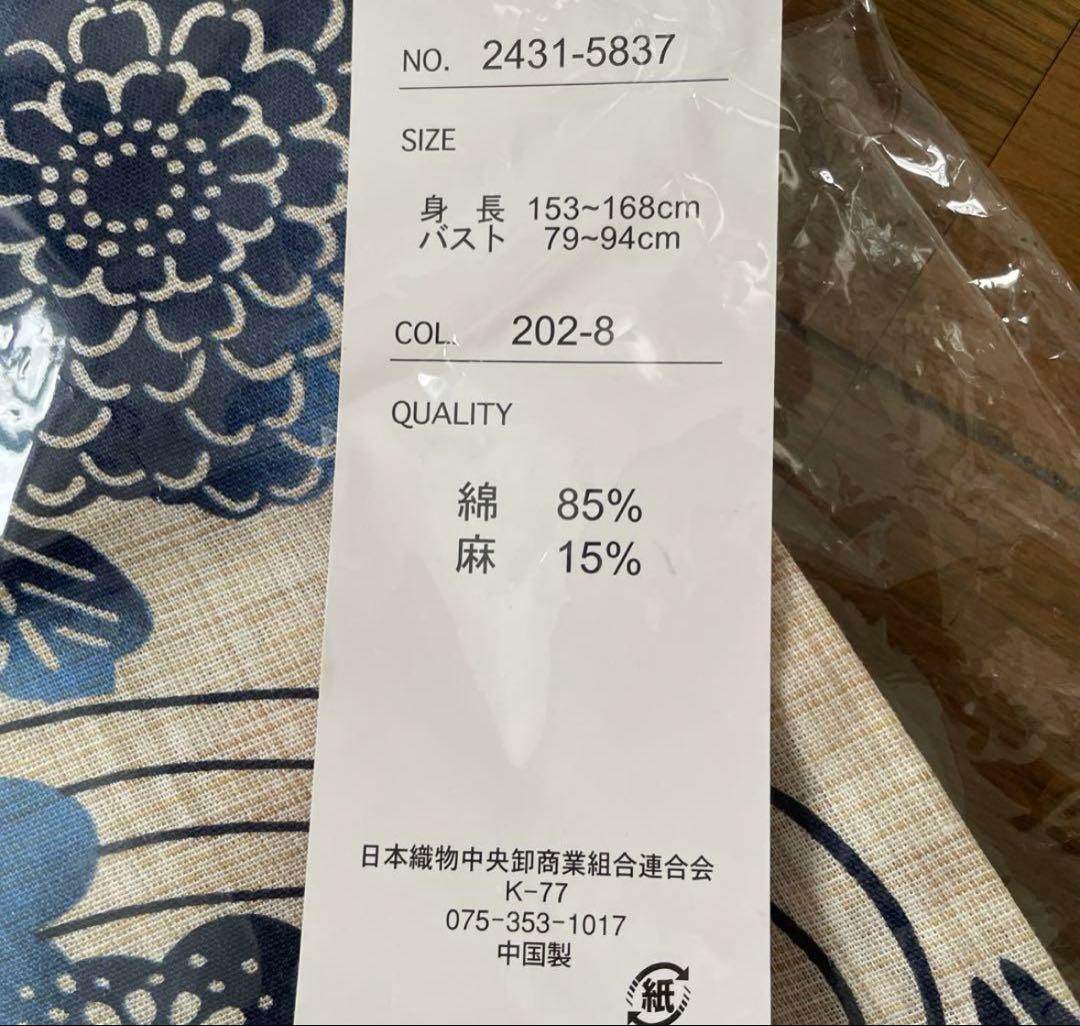 NO. 2431-5837
SIZE
身 長 153~168cm
バスト 79~94cm
COL. 202-8
QUALITY
綿 85%
麻 15%
日本織物中央卸商業組合連合会
K-77
075-353-1017
中国製
紙